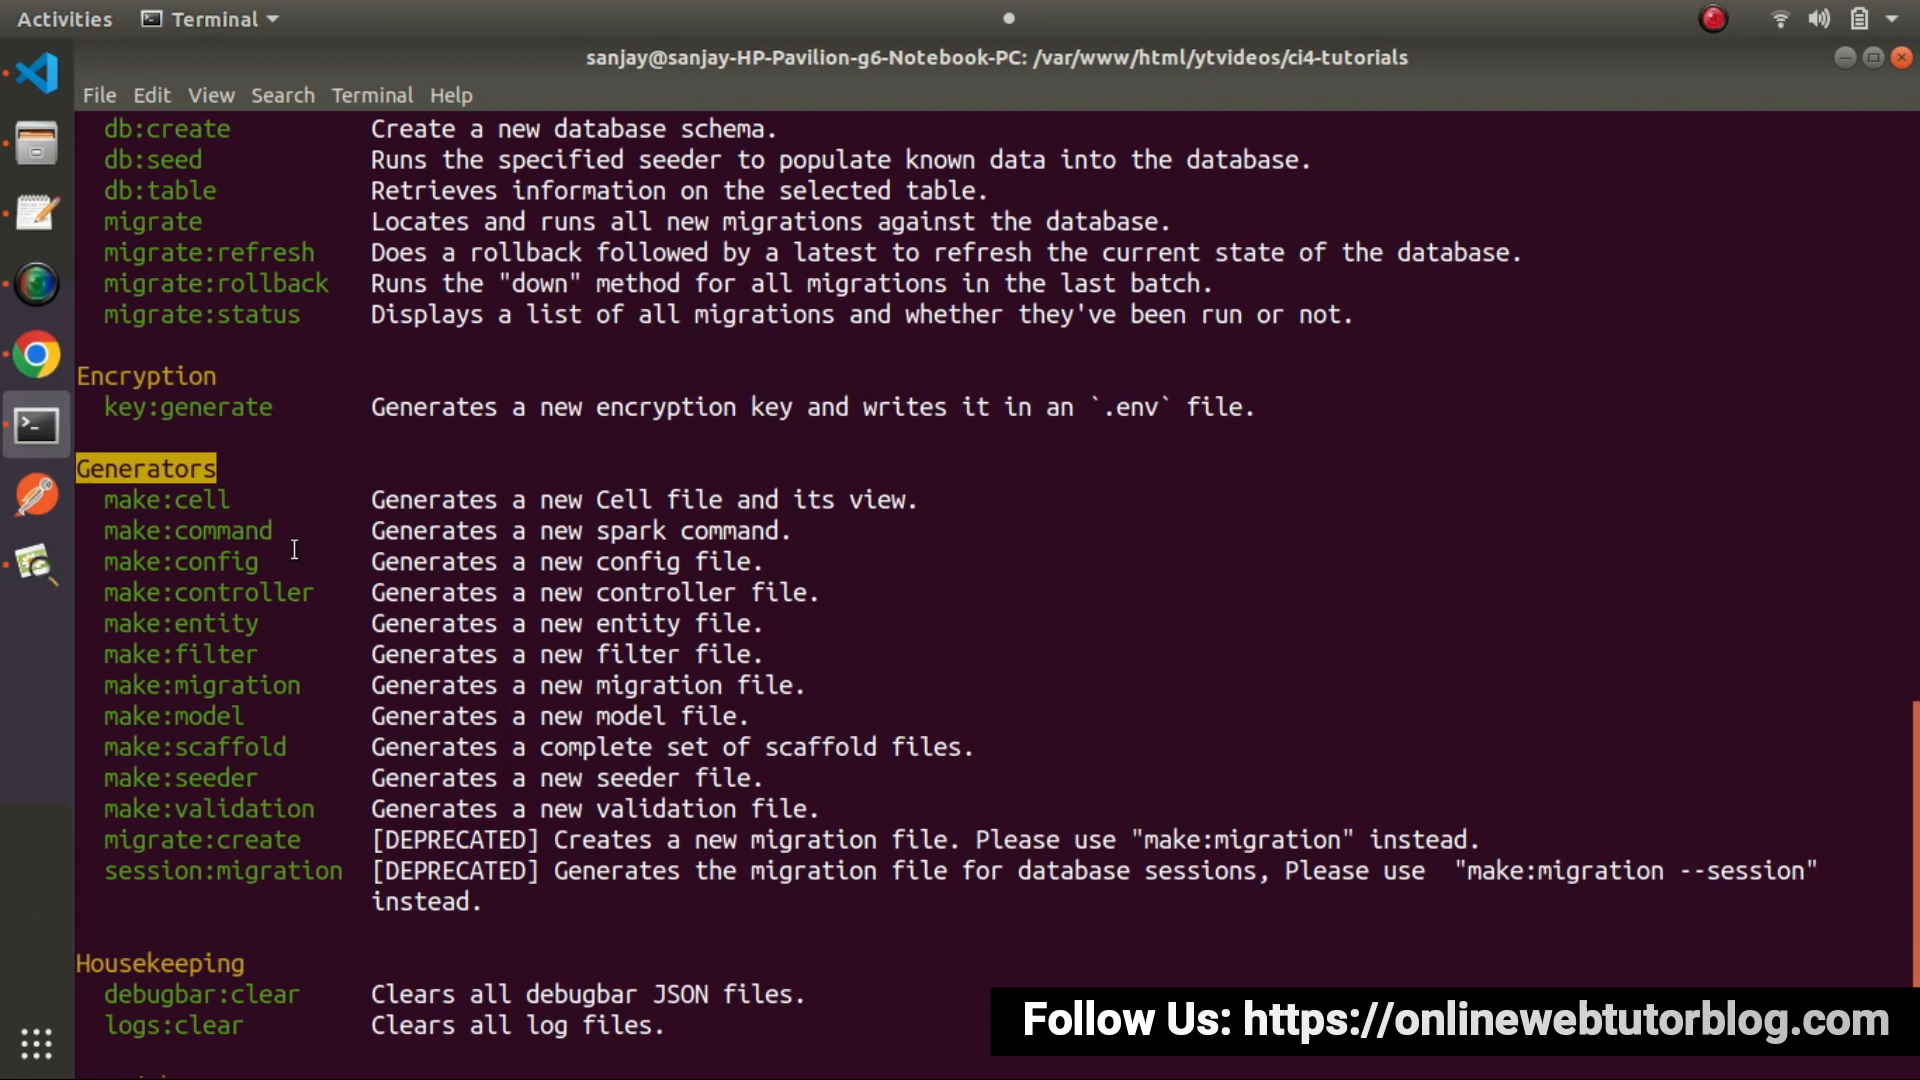 Activities Terminal
sanjay@sanjay-HP-Pavilion-g6-Notebook-PC: /var/www/html/ytvideos/ci4-tutorials
File Edit View Search Terminal Help
db:create Create a new database schema.
db:seed Runs the specified seeder to populate known data into the database.
db:table Retrieves information on the selected table.
migrate Locates and runs all new migrations against the database.
migrate:refresh Does a rollback followed by a latest to refresh the current state of the database.
migrate:rollback Runs the "down" method for all migrations in the last batch.
migrate:status Displays a list of all migrations and whether they've been run or not.
Encryption
key:generate Generates a new encryption key and writes it in an `.env` file.
Generators
make:cell Generates a new Cell file and its view.
make:command Generates a new spark command.
make:config Generates a new config file.
make:controller Generates a new controller file.
make:entity Generates a new entity file.
make:filter Generates a new filter file.
make:migration Generates a new migration file.
make:model Generates a new model file.
make:scaffold Generates a complete set of scaffold files.
make:seeder Generates a new seeder file.
make:validation Generates a new validation file.
migrate:create [DEPRECATED] Creates a new migration file. Please use "make:migration" instead.
session:migration [DEPRECATED] Generates the migration file for database sessions, Please use "make:migration --session"
instead.
Housekeeping
debugbar:clear Clears all debugbar JSON files.
logs:clear Clears all log files.
Follow Us: https://onlinewebtutorblog.com